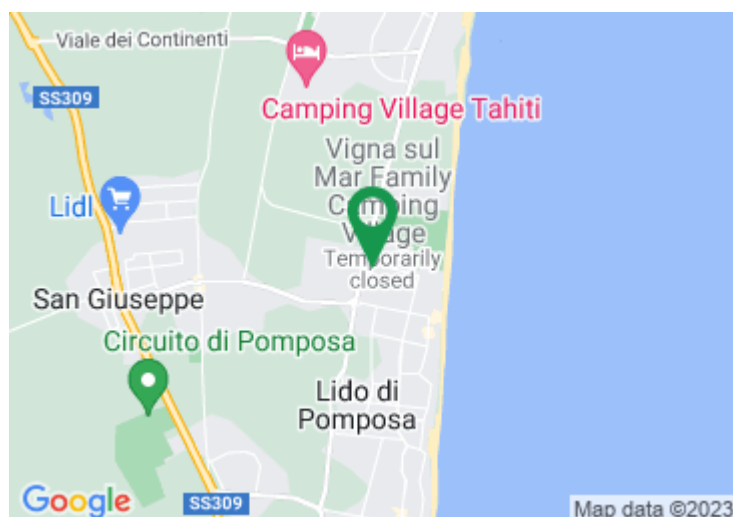 Viale dei Continenti
SS309
Camping Village Tahiti
Vigna sul
Mar Family
Camping
Village
Temporarily
closed
Lidl
San Giuseppe
Circuito di Pomposa
Lido di
Pomposa
Google
SS309
Map data ©2023